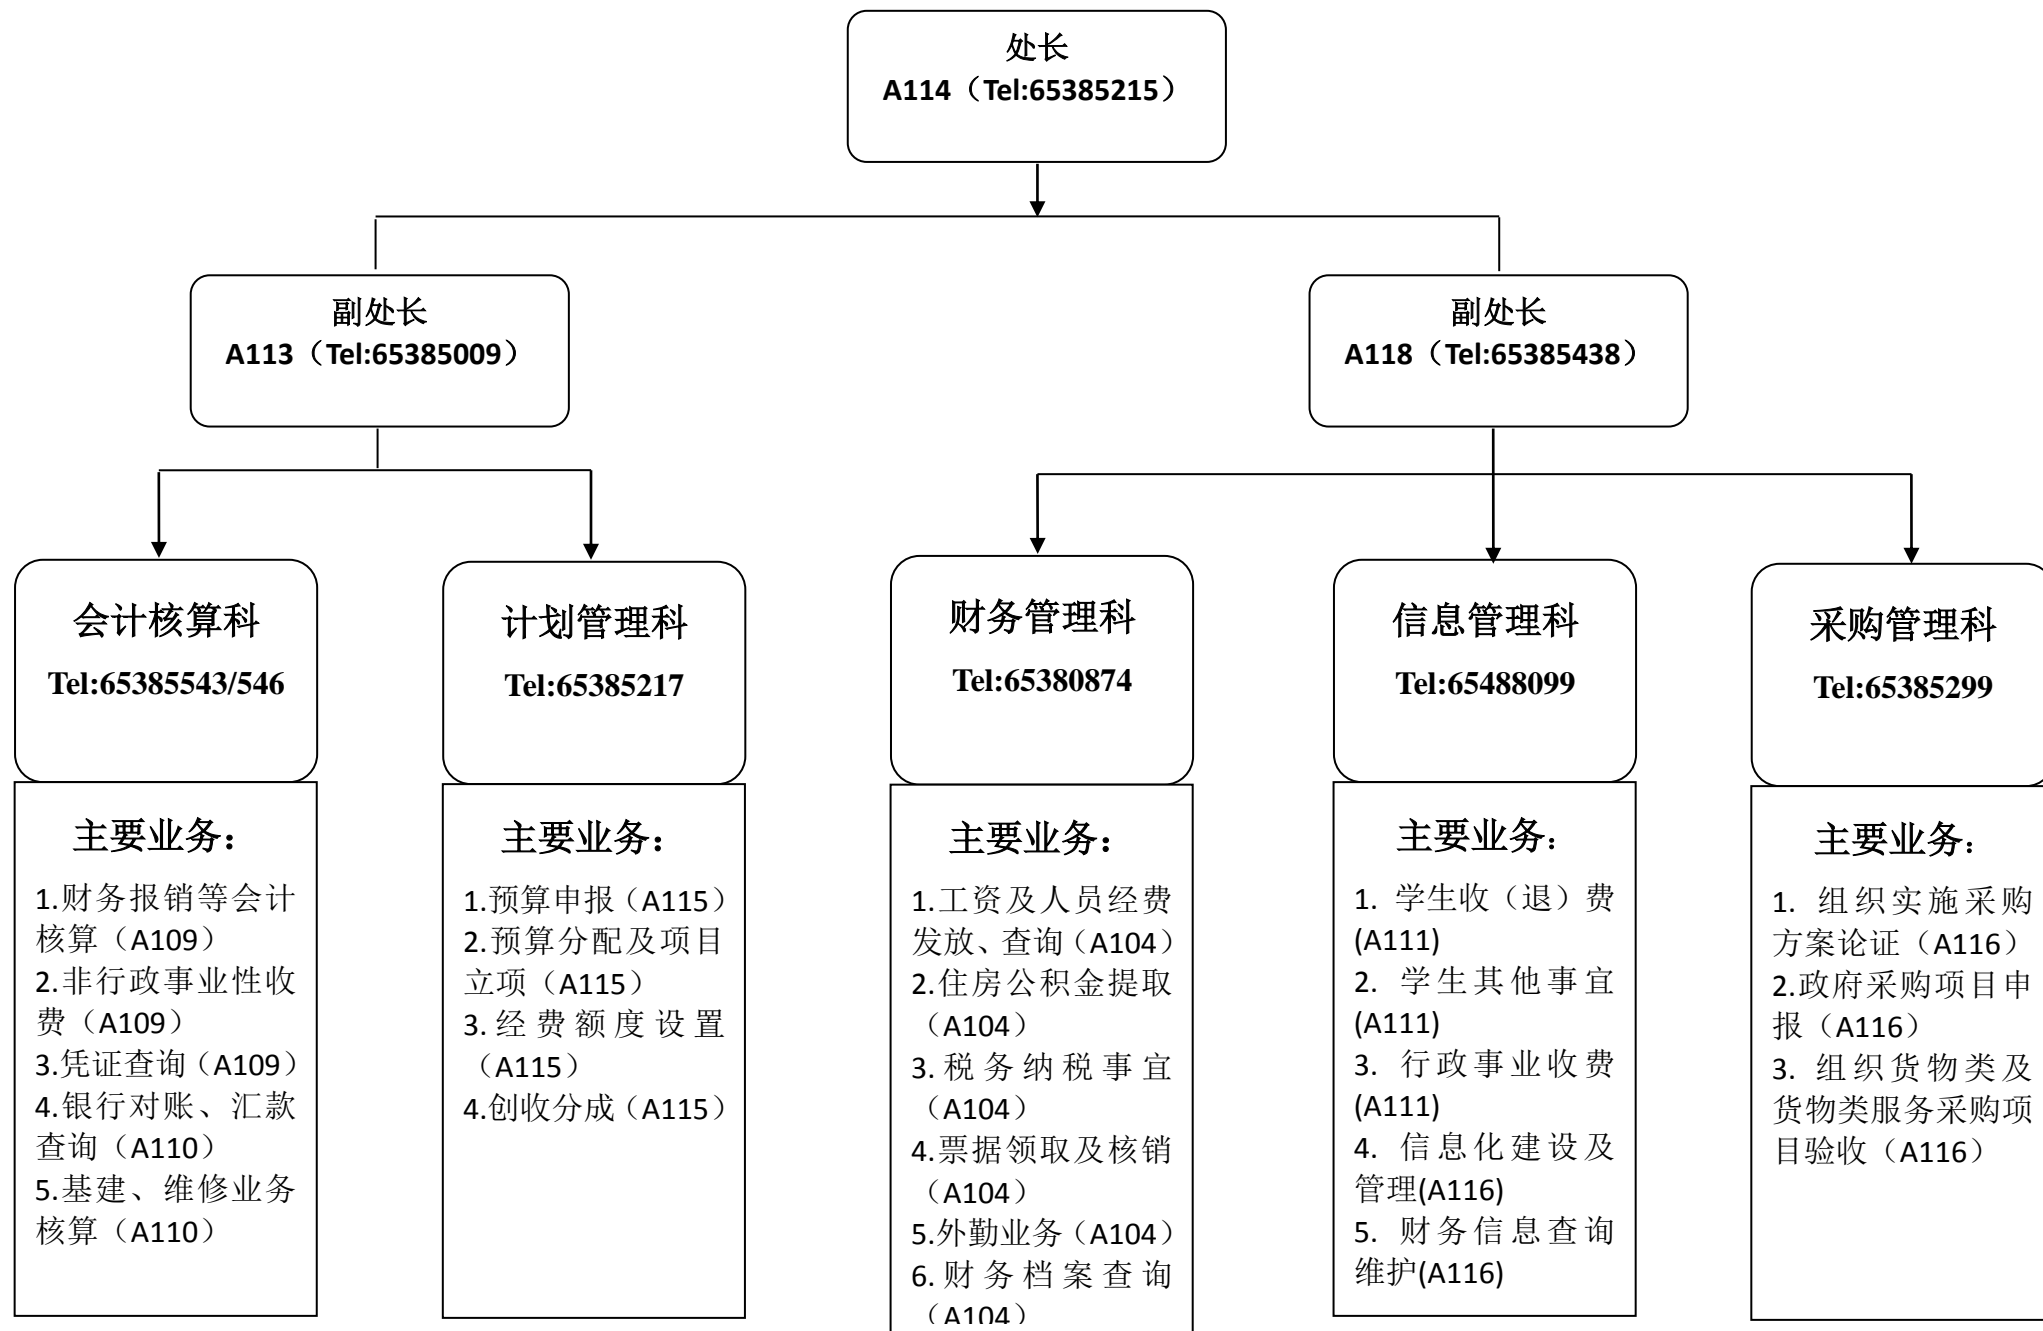 处长
A114（Tel:65385215）
副处长
A113（Tel:65385009）
副处长
A118（Tel:65385438）
会计核算科
Tel:65385543/546
计划管理科
Tel:65385217
财务管理科
Tel:65380874
信息管理科
Tel:65488099
采购管理科
Tel:65385299
主要业务：
1.财务报销等会计
核算（A109）
2.非行政事业性收
费（A109）
3.凭证查询（A109）
4.银行对账、汇款
查询（A110）
5.基建、维修业务
核算（A110）
主要业务：
1.预算申报（A115）
2.预算分配及项目
立项（A115）
3.经费额度设置
（A115）
4.创收分成（A115）
主要业务：
1.工资及人员经费
发放、查询（A104）
2.住房公积金提取
（A104）
3.税务纳税事宜
（A104）
4.票据领取及核销
（A104）
5.外勤业务（A104）
6.财务档案查询
（A104）
主要业务：
1. 学生收（退）费
(A111)
2. 学生其他事宜
(A111)
3. 行政事业收费
(A111)
4. 信息化建设及
管理(A116)
5. 财务信息查询
维护(A116)
主要业务：
1. 组织实施采购
方案论证（A116）
2.政府采购项目申
报（A116）
3. 组织货物类及
货物类服务采购项
目验收（A116）